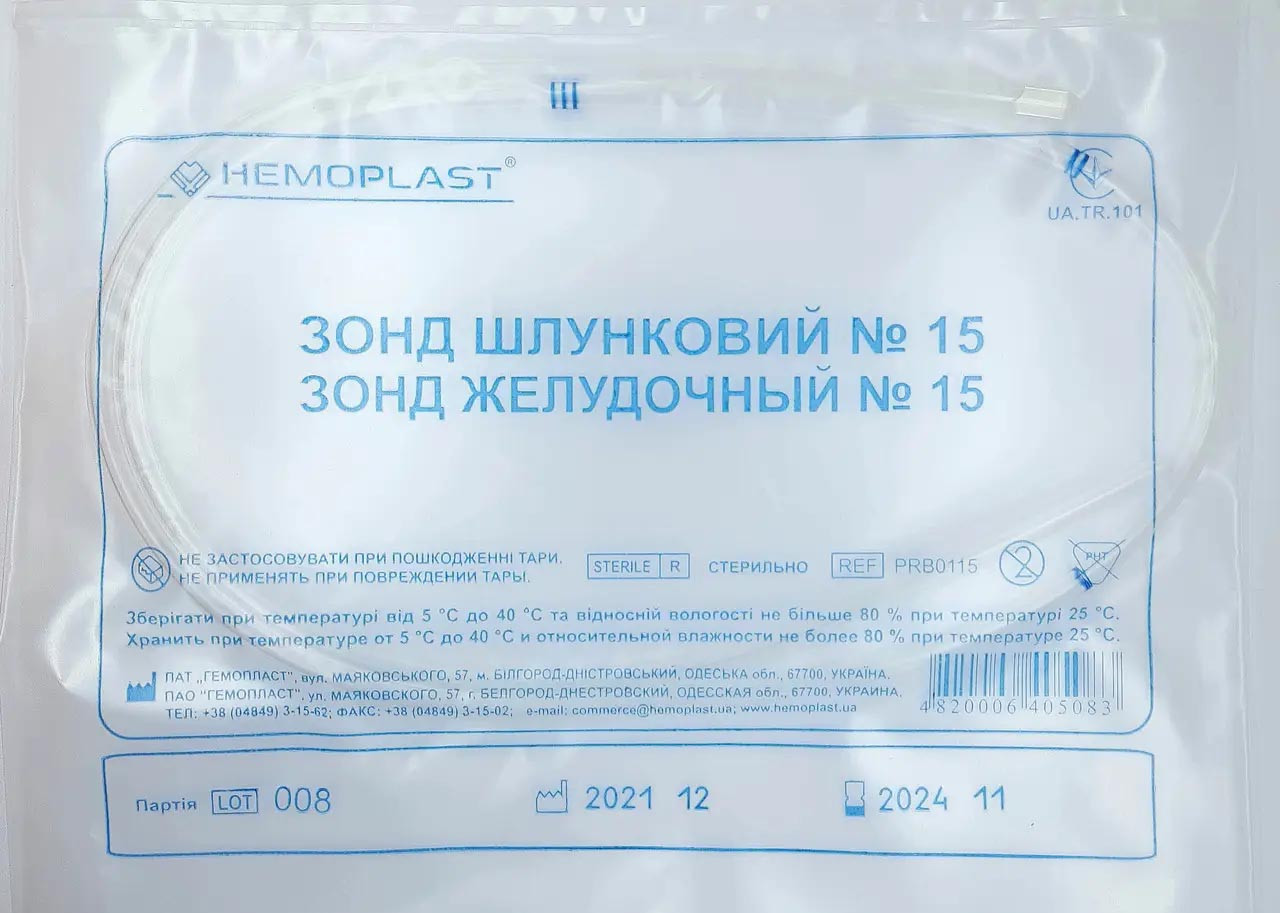 HEMOPLAST®
UA.TR.101
ЗОНД ШЛУНКОВИЙ № 15
ЗОНД ЖЕЛУДОЧНЫЙ № 15
НЕ ЗАСТОСОВУВАТИ ПРИ ПОШКОДЖЕННІ ТАРИ.
НЕ ПРИМЕНЯТЬ ПРИ ПОВРЕЖДЕНИИ ТАРЫ.
STERILE R СТЕРИЛЬНО REF PRB0115 2 PHT
Зберігати при температурі від 5 °C до 40 °C та відносній вологості не більше 80 % при температурі 25 °C.
Хранить при температуре от 5 °C до 40 °C и относительной влажности не более 80 % при температуре 25 °C.
ПАТ „ГЕМОПЛАСТ", вул. МАЯКОВСЬКОГО, 57, м. БІЛГОРОД-ДНІСТРОВСЬКИЙ, ОДЕСЬКА обл., 67700, УКРАЇНА.
ПАО "ГЕМОПЛАСТ", ул. МАЯКОВСКОГО, 57, г. БЕЛГОРОД-ДНЕСТРОВСКИЙ, ОДЕССКАЯ обл., 67700, УКРАИНА.
ТЕЛ: +38 (04849) 3-15-62; ФАКС: +38 (04849) 3-15-02; e-mail: commerce@hemoplast.ua; www.hemoplast.ua
4820006405083
Партія LOT 008 2021 12 2024 11